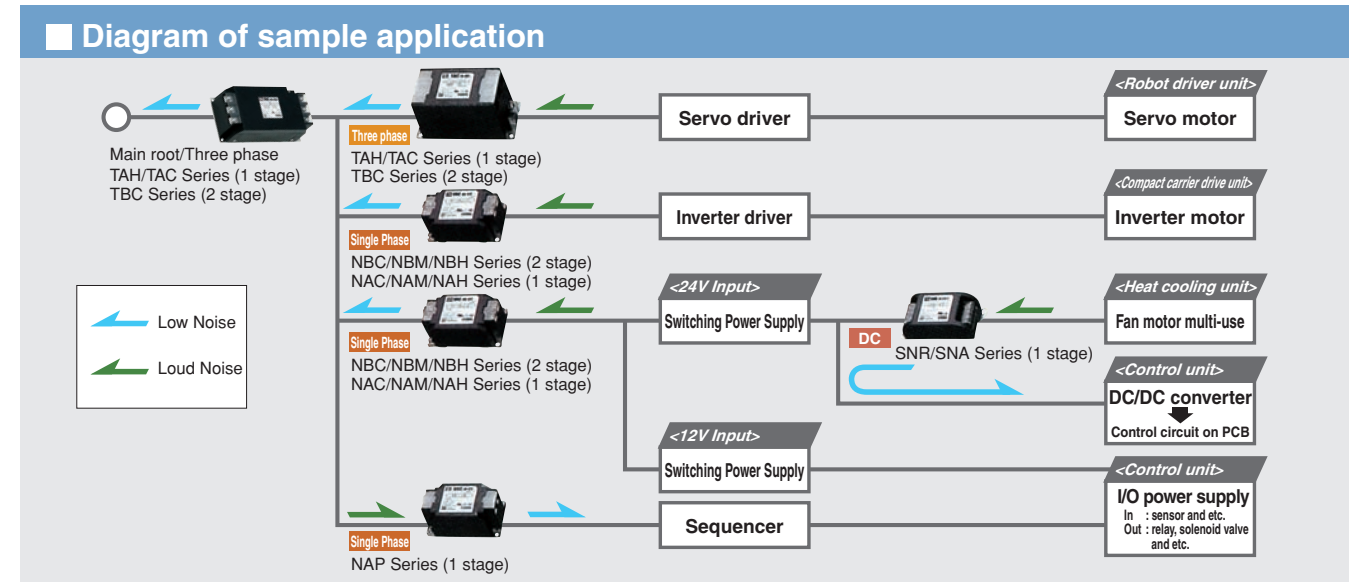 Diagram of sample application
<Robot driver unit>
Servo driver
Servo motor
Three phase
Main root/Three phase
TAH/TAC Series (1 stage)
TBC Series (2 stage)
TAH/TAC Series (1 stage)
TBC Series (2 stage)
<Compact carrier drive unit>
Inverter driver
Inverter motor
Single Phase
NBC/NBM/NBH Series (2 stage)
NAC/NAM/NAH Series (1 stage)
Low Noise
Loud Noise
<24V Input>
Switching Power Supply
<Heat cooling unit>
Fan motor multi-use
Single Phase
NBC/NBM/NBH Series (2 stage)
NAC/NAM/NAH Series (1 stage)
DC
SNR/SNA Series (1 stage)
<Control unit>
DC/DC converter
Control circuit on PCB
<12V Input>
Switching Power Supply
<Control unit>
I/O power supply
In : sensor and etc.
Out : relay, solenoid valve
and etc.
Sequencer
Single Phase
NAP Series (1 stage)